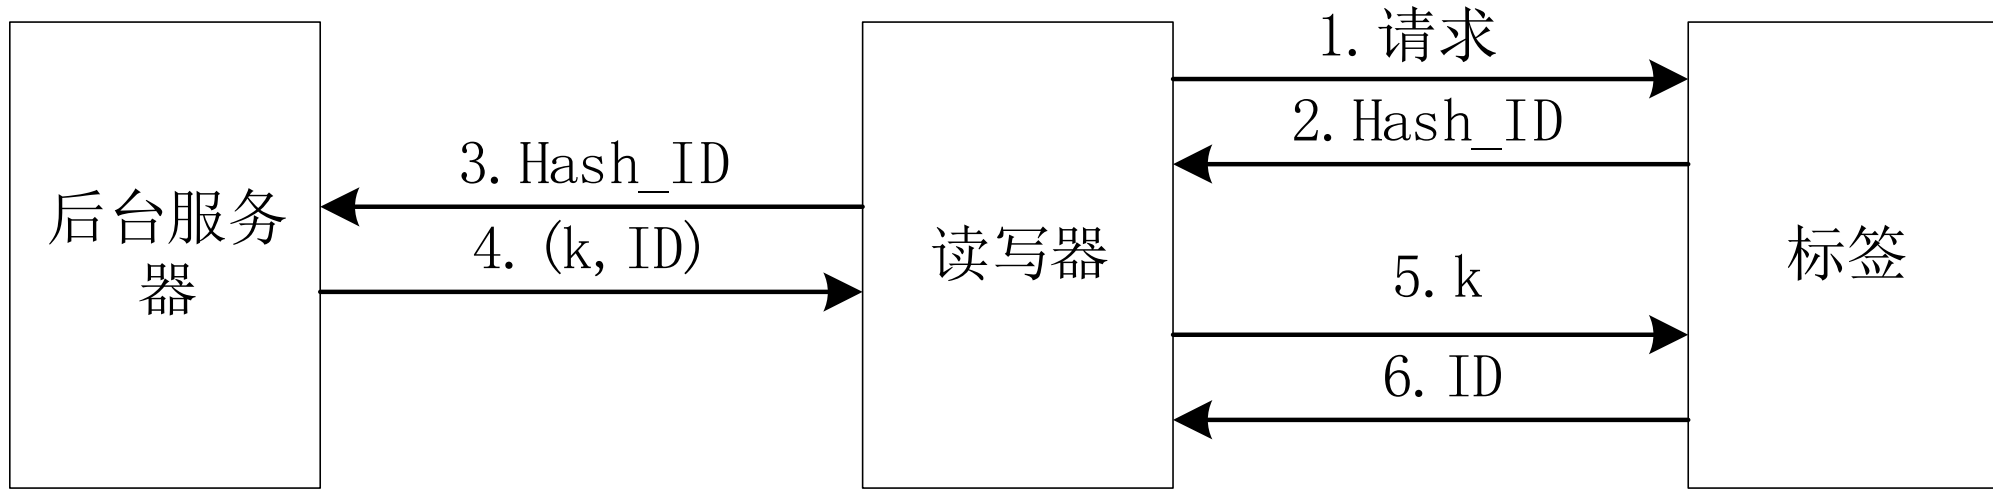 1.请求
2.Hash_ID
3.Hash_ID
后台服务
器
4.(k,ID)
读写器
标签
5.k
6.ID